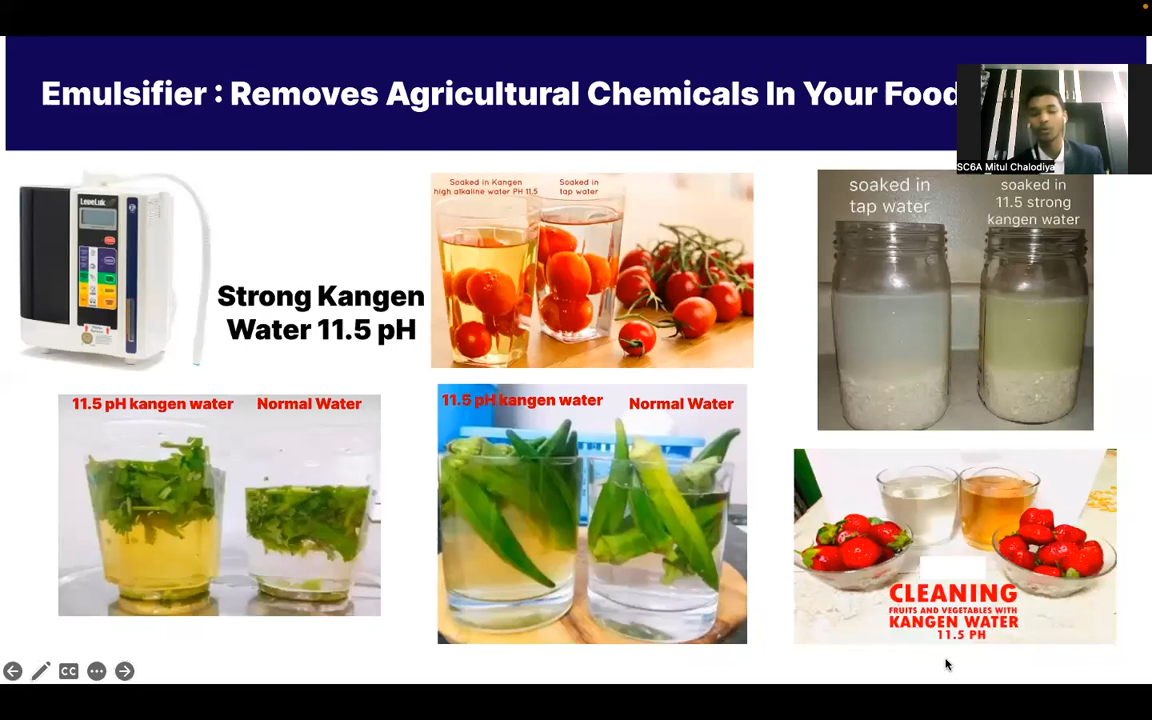 Emulsifier : Removes Agricultural Chemicals In Your Food
SC6A Mitul Chalodiya
LeveLuk
Strong Kangen
Water 11.5 pH
Soaked in Kangen
high alkaline water PH 11.5
Soaked in
tap water
soaked in
tap water
soaked in
11.5 strong
kangen water
11.5 pH kangen water
Normal Water
11.5 pH kangen water
Normal Water
CLEANING
FRUITS AND VEGETABLES WITH
KANGEN WATER
11.5 PH
CC